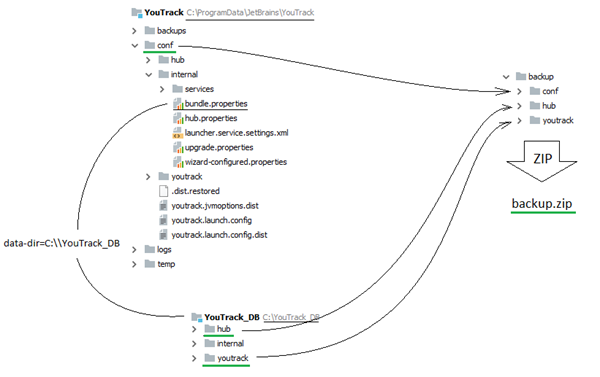 YouTrack C:\ProgramData\JetBrains\YouTrack
backups
conf
hub
internal
services
bundle.properties
hub.properties
launcher.service.settings.xml
upgrade.properties
wizard-configured.properties
youtrack
.dist.restored
youtrack.jvmoptions.dist
youtrack.launch.config
youtrack.launch.config.dist
logs
temp
data-dir=C:\\YouTrack_DB
YouTrack_DB C:\YouTrack_DB
hub
internal
youtrack
backup
conf
hub
youtrack
ZIP
backup.zip